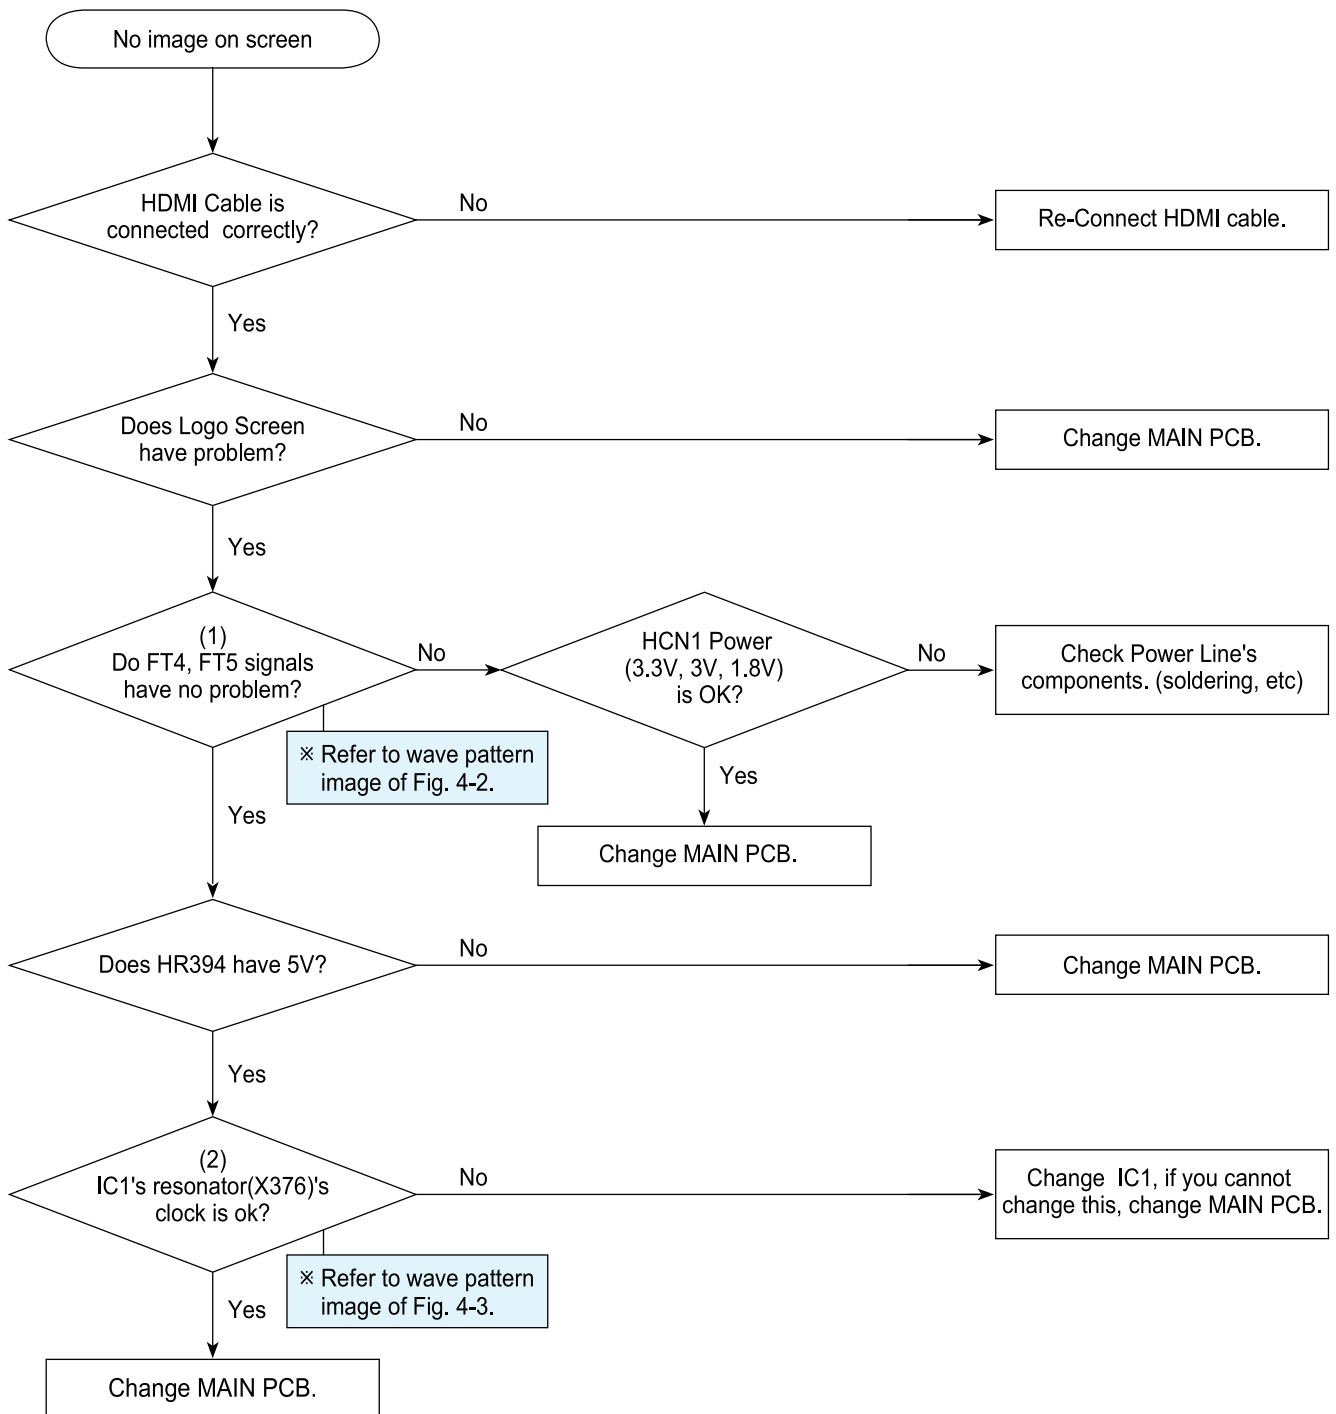 No image on screen
HDMI Cable is
connected correctly?
No
Re-Connect HDMI cable.
Yes
Does Logo Screen
have problem?
No
Change MAIN PCB.
Yes
(1)
Do FT4, FT5 signals
have no problem?
No
HCN1 Power
(3.3V, 3V, 1.8V)
is OK?
No
Check Power Line's
components. (soldering, etc)
※ Refer to wave pattern
image of Fig. 4-2.
Yes
Yes
Change MAIN PCB.
Does HR394 have 5V?
No
Change MAIN PCB.
Yes
(2)
IC1's resonator(X376)'s
clock is ok?
No
Change IC1, if you cannot
change this, change MAIN PCB.
※ Refer to wave pattern
image of Fig. 4-3.
Yes
Change MAIN PCB.